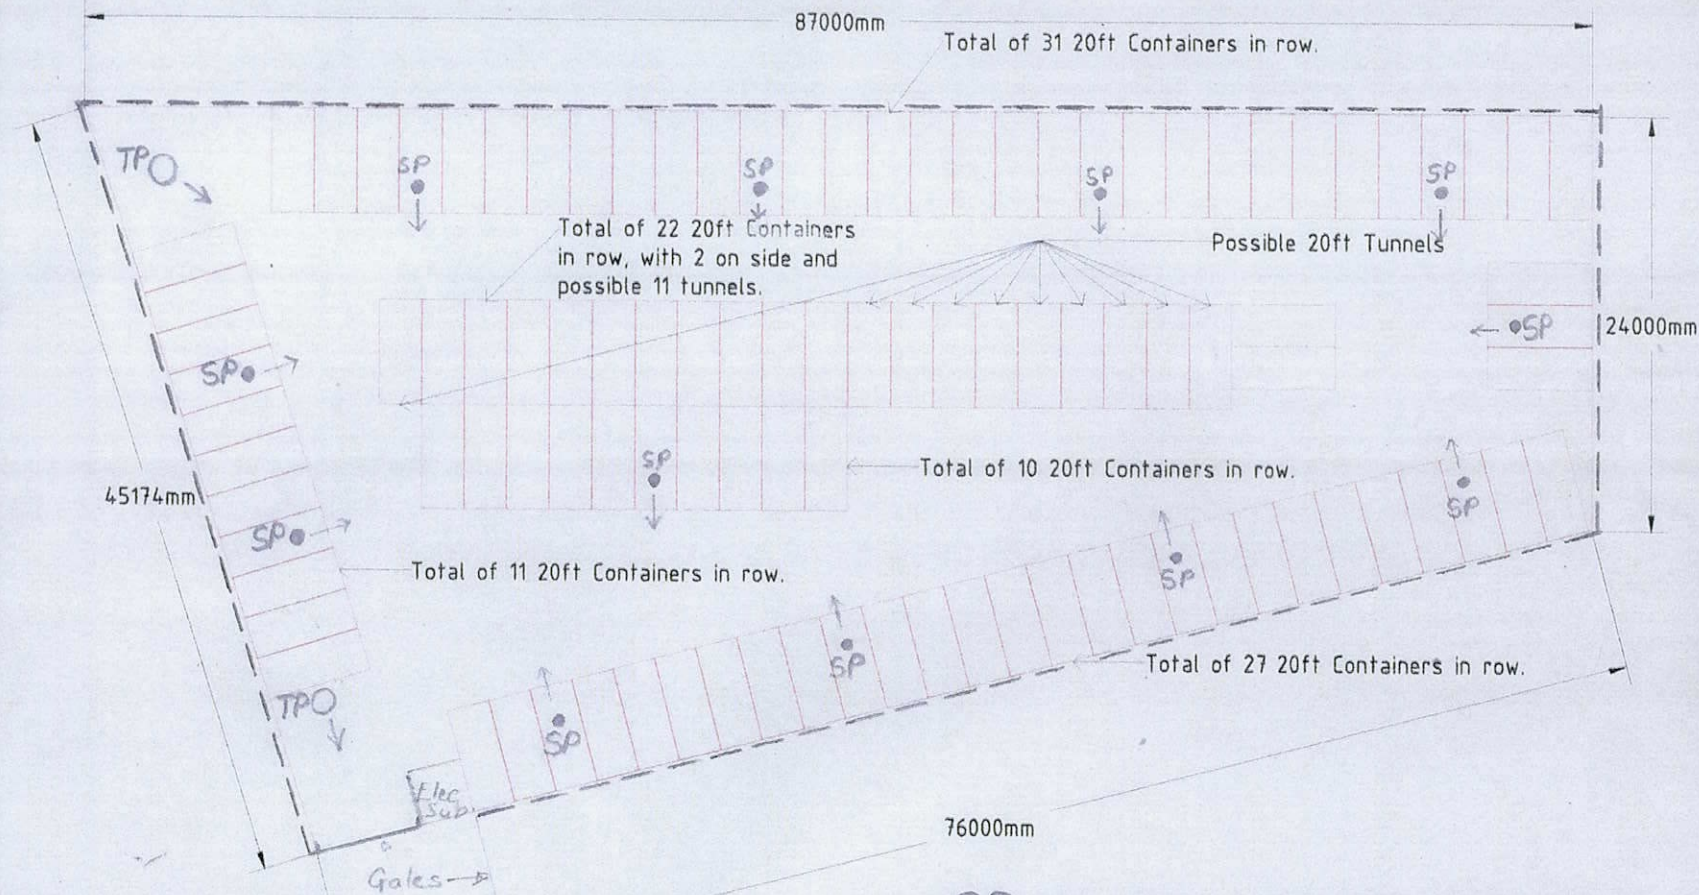 87000mm
Total of 31 20ft Containers in row.
TP
SP
SP
SP
SP
Total of 22 20ft Containers
in row, with 2 on side and
possible 11 tunnels.
Possible 20ft Tunnels
SP
24000mm
SP
SP
Total of 10 20ft Containers in row.
SP
45174mm
SP
SP
Total of 11 20ft Containers in row.
SP
Total of 27 20ft Containers in row.
TP
SP
Elec
Sub.
76000mm
Gates